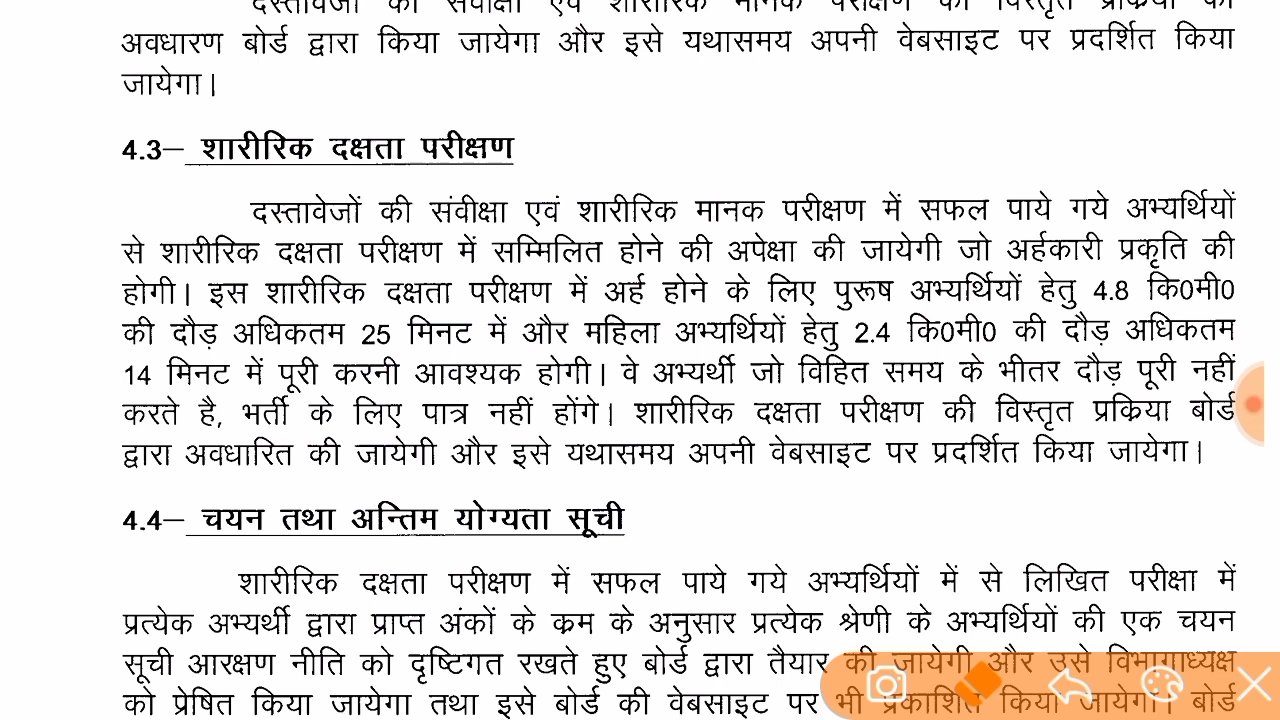 दस्तावेजों की संवीक्षा एवं शारीरिक मानक परीक्षण की विस्तृत प्रक्रिया का
अवधारण बोर्ड द्वारा किया जायेगा और इसे यथासमय अपनी वेबसाइट पर प्रदर्शित किया
जायेगा।
4.3– शारीरिक दक्षता परीक्षण
दस्तावेजों की संवीक्षा एवं शारीरिक मानक परीक्षण में सफल पाये गये अभ्यर्थियों
से शारीरिक दक्षता परीक्षण में सम्मिलित होने की अपेक्षा की जायेगी जो अर्हकारी प्रकृति की
होगी। इस शारीरिक दक्षता परीक्षण में अर्ह होने के लिए पुरूष अभ्यर्थियों हेतु 4.8 कि0मी0
की दौड़ अधिकतम 25 मिनट में और महिला अभ्यर्थियों हेतु 2.4 कि0मी0 की दौड़ अधिकतम
14 मिनट में पूरी करनी आवश्यक होगी। वे अभ्यर्थी जो विहित समय के भीतर दौड़ पूरी नहीं
करते है, भर्ती के लिए पात्र नहीं होंगे। शारीरिक दक्षता परीक्षण की विस्तृत प्रक्रिया बोर्ड
द्वारा अवधारित की जायेगी और इसे यथासमय अपनी वेबसाइट पर प्रदर्शित किया जायेगा।
4.4– चयन तथा अन्तिम योग्यता सूची
शारीरिक दक्षता परीक्षण में सफल पाये गये अभ्यर्थियों में से लिखित परीक्षा में
प्रत्येक अभ्यर्थी द्वारा प्राप्त अंकों के क्रम के अनुसार प्रत्येक श्रेणी के अभ्यर्थियों की एक चयन
सूची आरक्षण नीति को दृष्टिगत रखते हुए बोर्ड द्वारा तैयार की जायेगी और उसे विभागाध्यक्ष
को प्रेषित किया जायेगा तथा इसे बोर्ड की वेबसाइट पर भी प्रकाशित किया जायेगा। बोर्ड